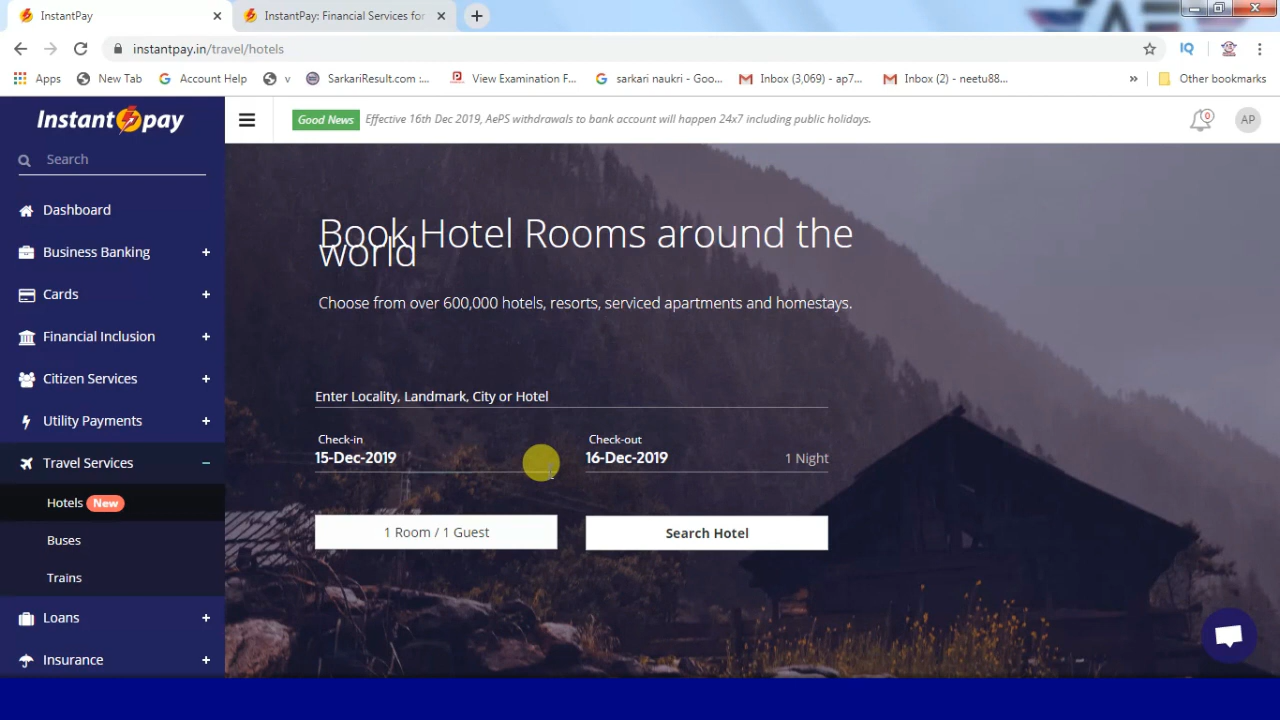 InstantPay
InstantPay: Financial Services for
instantpay.in/travel/hotels
Apps
New Tab
Account Help
v
SarkariResult.com :...
View Examination F...
sarkari naukri - Goo...
Inbox (3,069) - ap7...
Inbox (2) - neetu88...
»
Other bookmarks
Instant pay
Search
Good News
Effective 16th Dec 2019, AePS withdrawals to bank account will happen 24x7 including public holidays.
0
AP
Dashboard
Business Banking +
Cards +
Financial Inclusion +
Citizen Services +
Utility Payments +
Travel Services −
Hotels New
Buses
Trains
Loans +
Insurance +
Book Hotel Rooms around the
world
Choose from over 600,000 hotels, resorts, serviced apartments and homestays.
Enter Locality, Landmark, City or Hotel
Check-in
15-Dec-2019
Check-out
16-Dec-2019
1 Night
1 Room / 1 Guest
Search Hotel